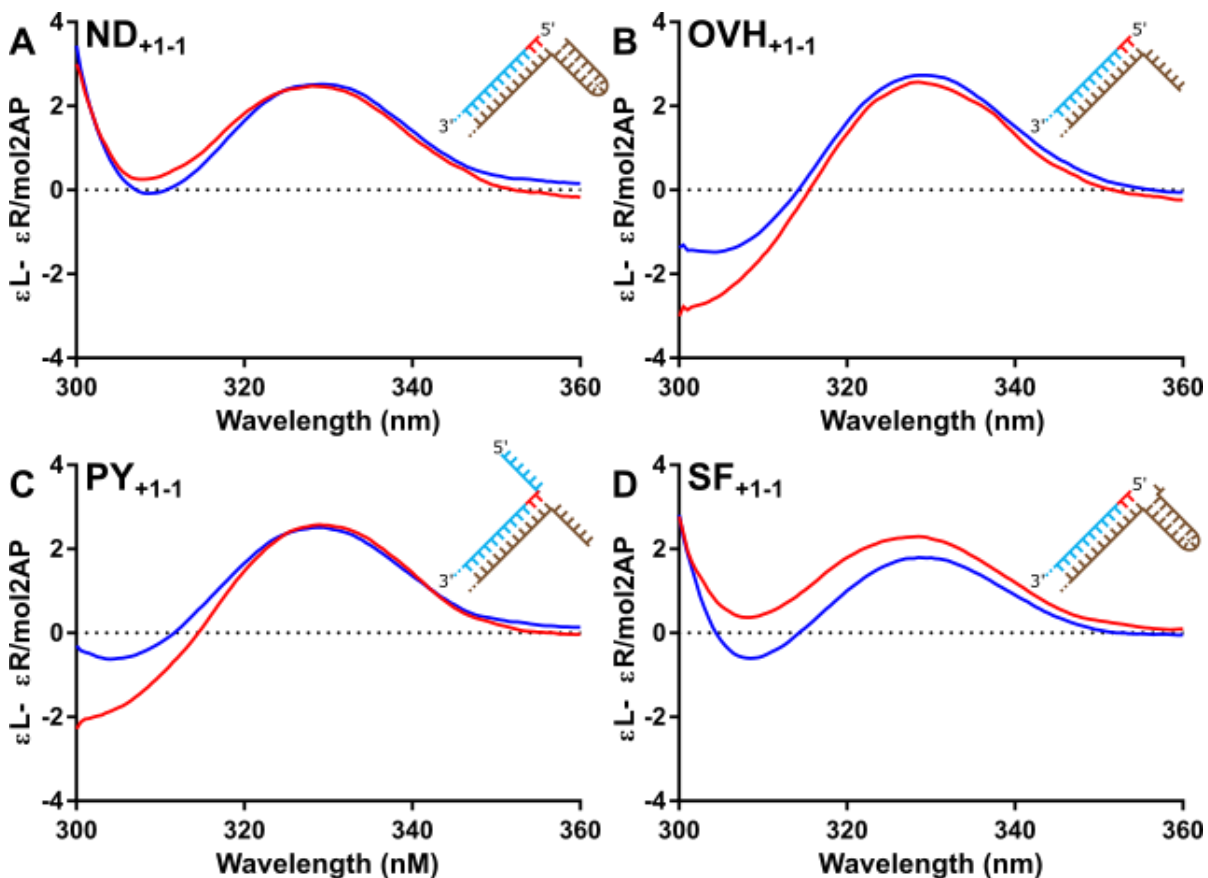 A
ND+1-1
εL- εR/mol2AP
4
2
0
-2
-4
300
320
340
360
Wavelength (nm)
5'
3'
B
OVH+1-1
εL- εR/mol2AP
4
2
0
-2
-4
300
320
340
360
Wavelength (nm)
5'
3'
C
PY+1-1
εL- εR/mol2AP
4
2
0
-2
-4
300
320
340
360
Wavelength (nM)
5'
3'
D
SF+1-1
εL- εR/mol2AP
4
2
0
-2
-4
300
320
340
360
Wavelength (nm)
5'
3'